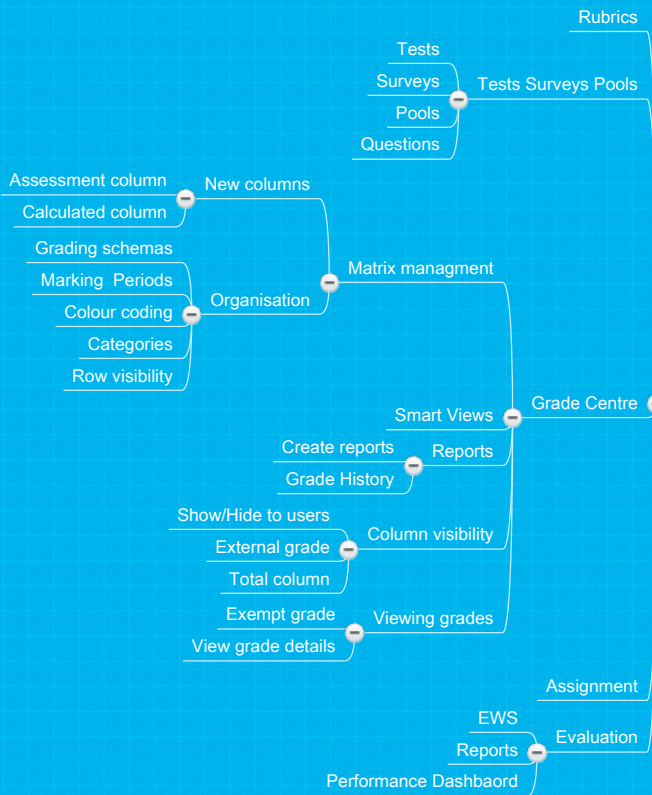 Rubrics
Tests
Surveys
Tests Surveys Pools
Pools
Questions
Assessment column
New columns
Calculated column
Grading schemas
Matrix managment
Marking Periods
Organisation
Colour coding
Categories
Row visibility
Grade Centre
Smart Views
Create reports
Reports
Grade History
Show/Hide to users
Column visibility
External grade
Total column
Exempt grade
Viewing grades
View grade details
Assignment
EWS
Evaluation
Reports
Performance Dashbaord